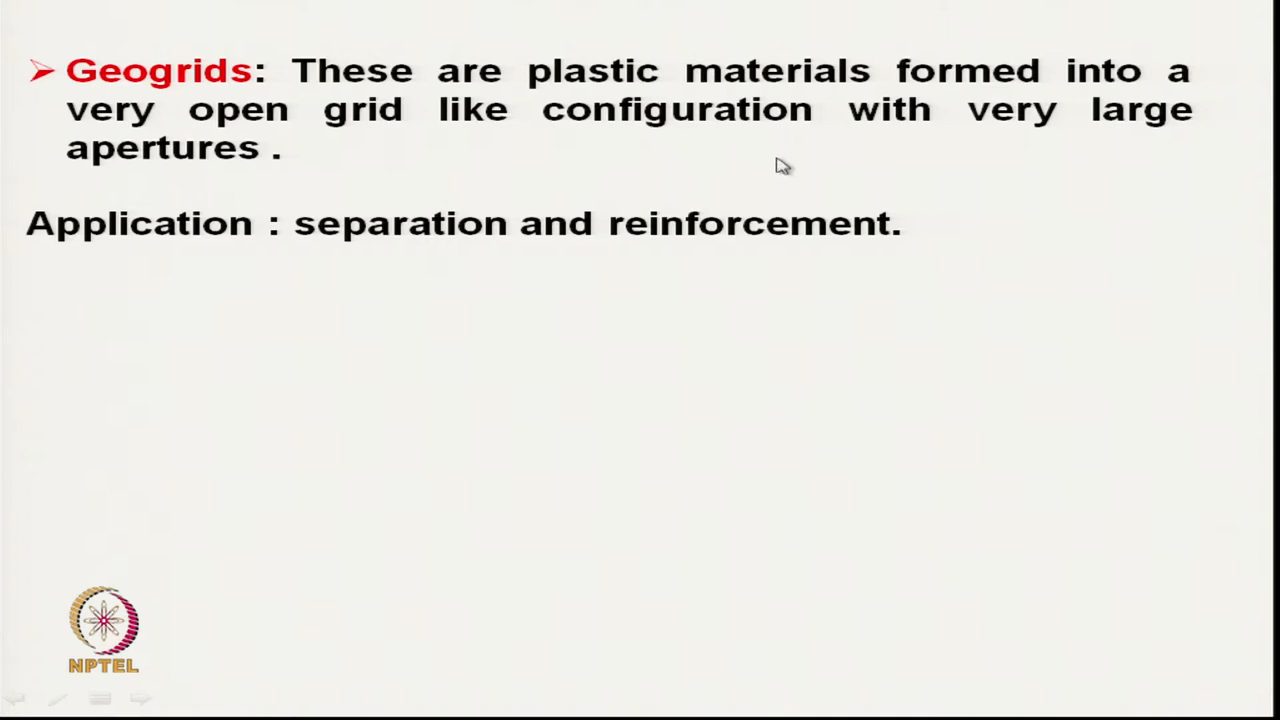 Geogrids: These are plastic materials formed into a
very open grid like configuration with very large
apertures .
Application : separation and reinforcement.
NPTEL